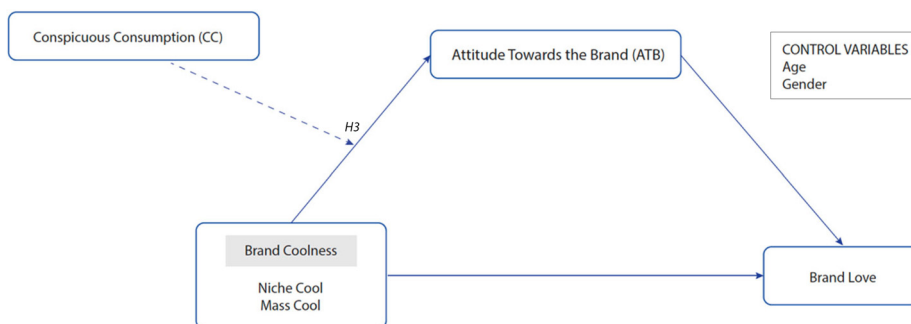 Conspicuous Consumption (CC)
Attitude Towards the Brand (ATB)
CONTROL VARIABLES
Age
Gender
H3
Brand Coolness
Niche Cool
Mass Cool
Brand Love